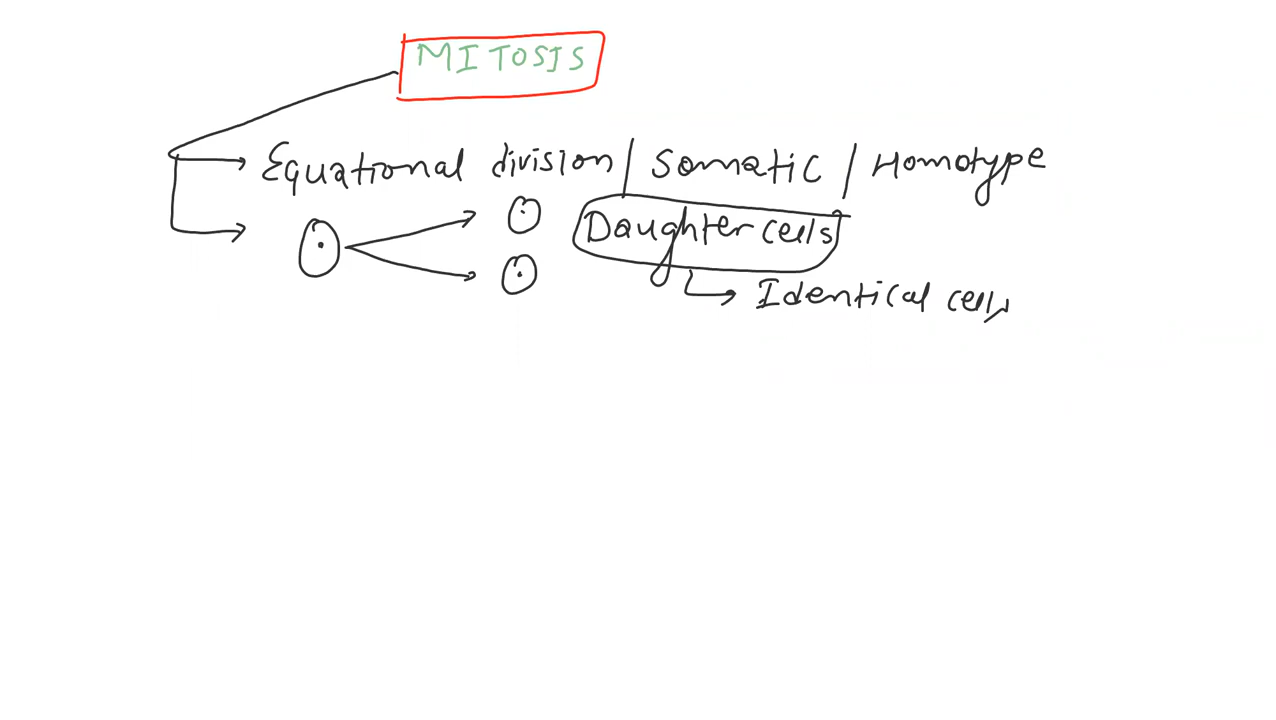 MITOSIS
Equational division / Somatic / Homotype
Daughter cells
Identical cells